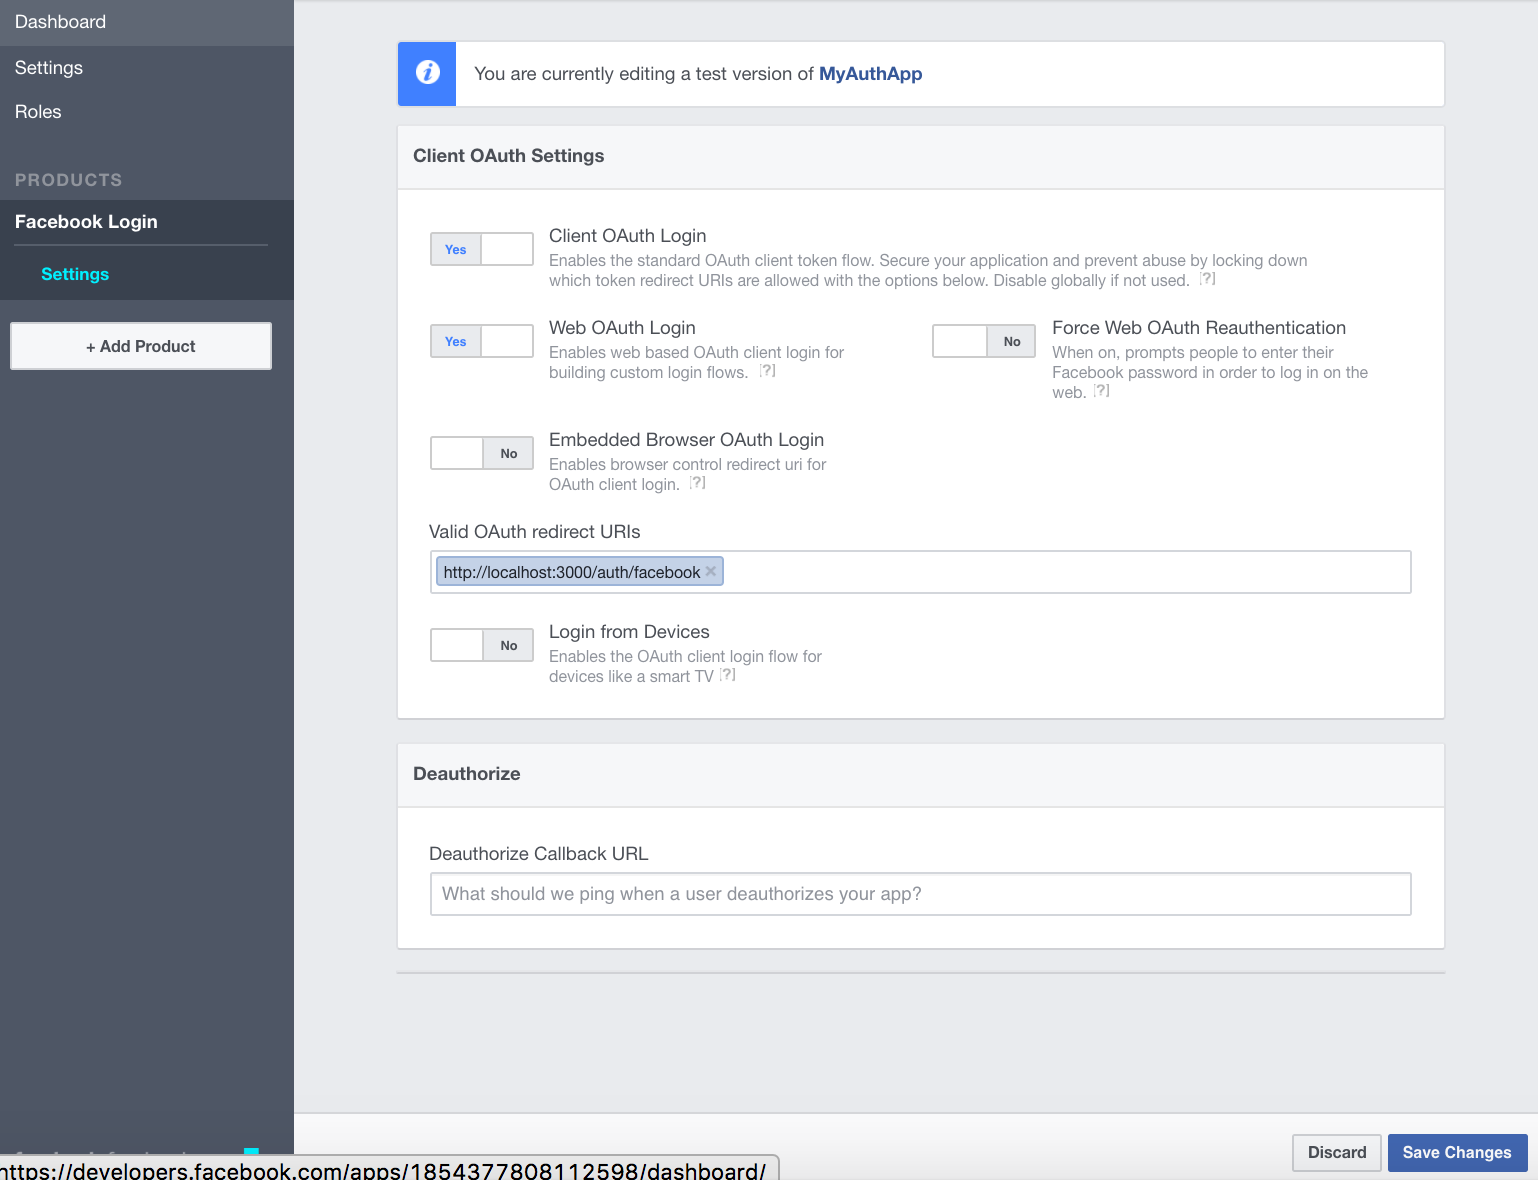 Dashboard
Settings
Roles
PRODUCTS
Facebook Login
Settings
+ Add Product
You are currently editing a test version of MyAuthApp
Client OAuth Settings
Yes
Client OAuth Login
Enables the standard OAuth client token flow. Secure your application and prevent abuse by locking down
which token redirect URIs are allowed with the options below. Disable globally if not used. [?]
Yes
Web OAuth Login
Enables web based OAuth client login for
building custom login flows. [?]
No
Force Web OAuth Reauthentication
When on, prompts people to enter their
Facebook password in order to log in on the
web. [?]
No
Embedded Browser OAuth Login
Enables browser control redirect uri for
OAuth client login. [?]
Valid OAuth redirect URIs
http://localhost:3000/auth/facebook ×
No
Login from Devices
Enables the OAuth client login flow for
devices like a smart TV [?]
Deauthorize
Deauthorize Callback URL
What should we ping when a user deauthorizes your app?
Discard
Save Changes
https://developers.facebook.com/apps/1854377808112598/dashboard/